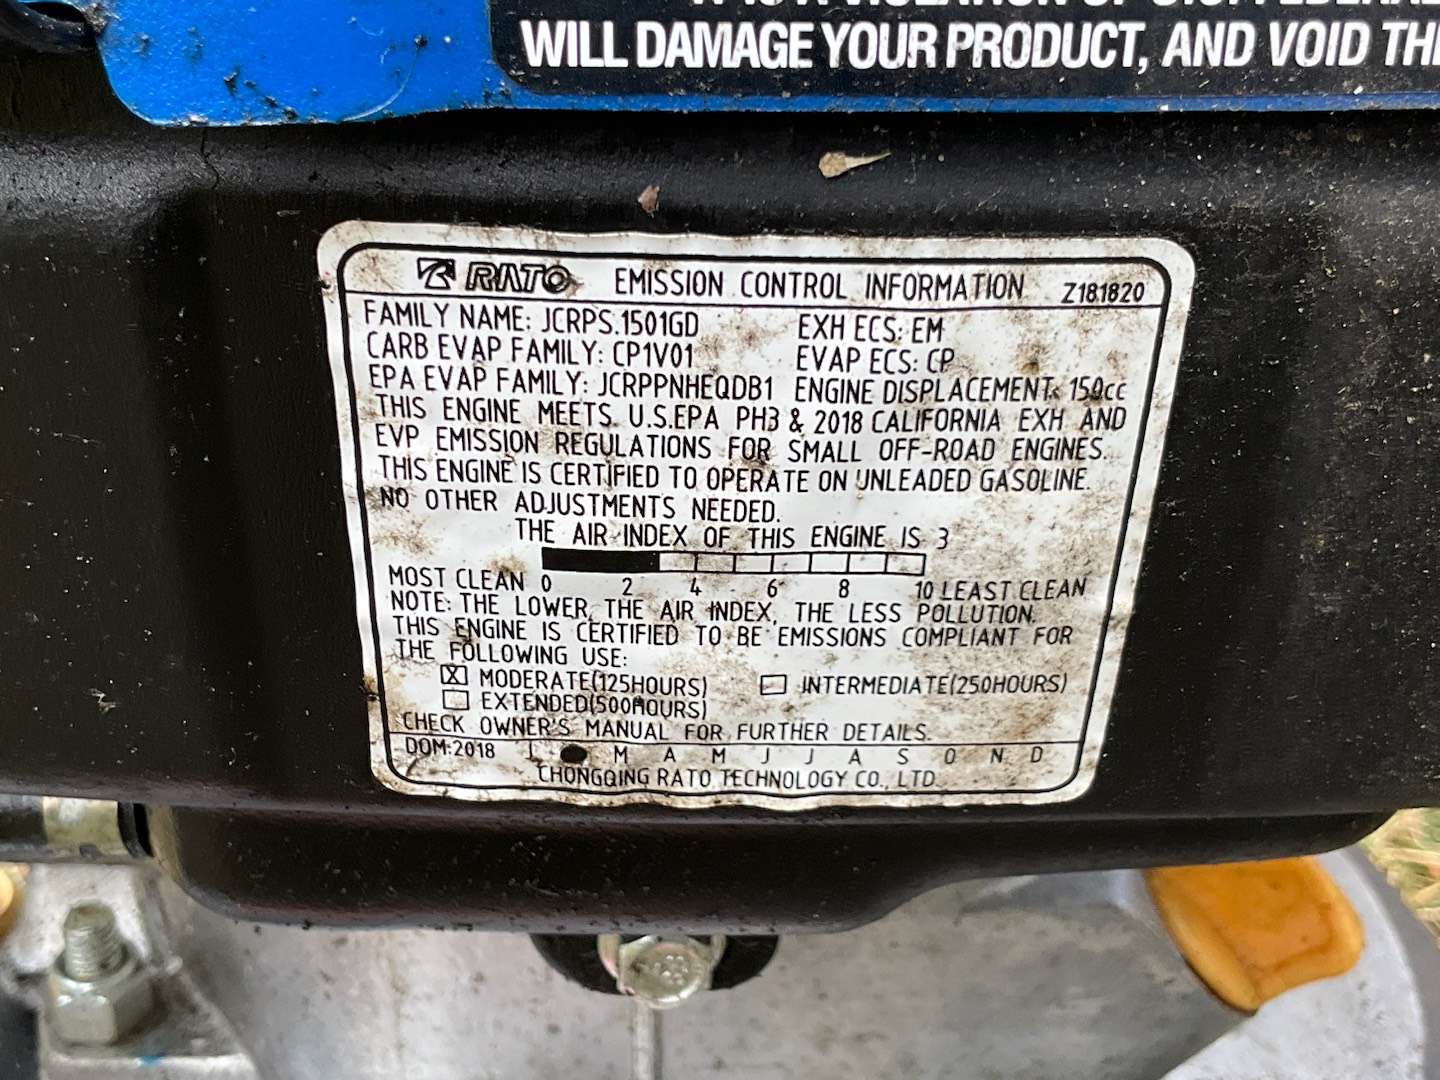 WILL DAMAGE YOUR PRODUCT, AND VOID
RATO EMISSION CONTROL INFORMATION Z181820
FAMILY NAME: JCRPS.1501GD EXH ECS: EM
CARB EVAP FAMILY: CP1V01 EVAP ECS: CP
EPA EVAP FAMILY: JCRPPNHEQDB1 ENGINE DISPLACEMENT: 150cc
THIS ENGINE MEETS U.S.EPA PH3 & 2018 CALIFORNIA EXH AND
EVP EMISSION REGULATIONS FOR SMALL OFF-ROAD ENGINES.
THIS ENGINE IS CERTIFIED TO OPERATE ON UNLEADED GASOLINE.
NO OTHER ADJUSTMENTS NEEDED.
THE AIR INDEX OF THIS ENGINE IS 3
MOST CLEAN 0 2 4 6 8 10 LEAST CLEAN
NOTE: THE LOWER, THE AIR INDEX, THE LESS POLLUTION.
THIS ENGINE IS CERTIFIED TO BE EMISSIONS COMPLIANT FOR
THE FOLLOWING USE:
☒ MODERATE(125HOURS) ☐ INTERMEDIATE(250HOURS)
☐ EXTENDED(500HOURS)
CHECK OWNER'S MANUAL FOR FURTHER DETAILS.
DOM:2018 J ● M A M J J A S O N D
CHONGQING RATO TECHNOLOGY CO., LTD.